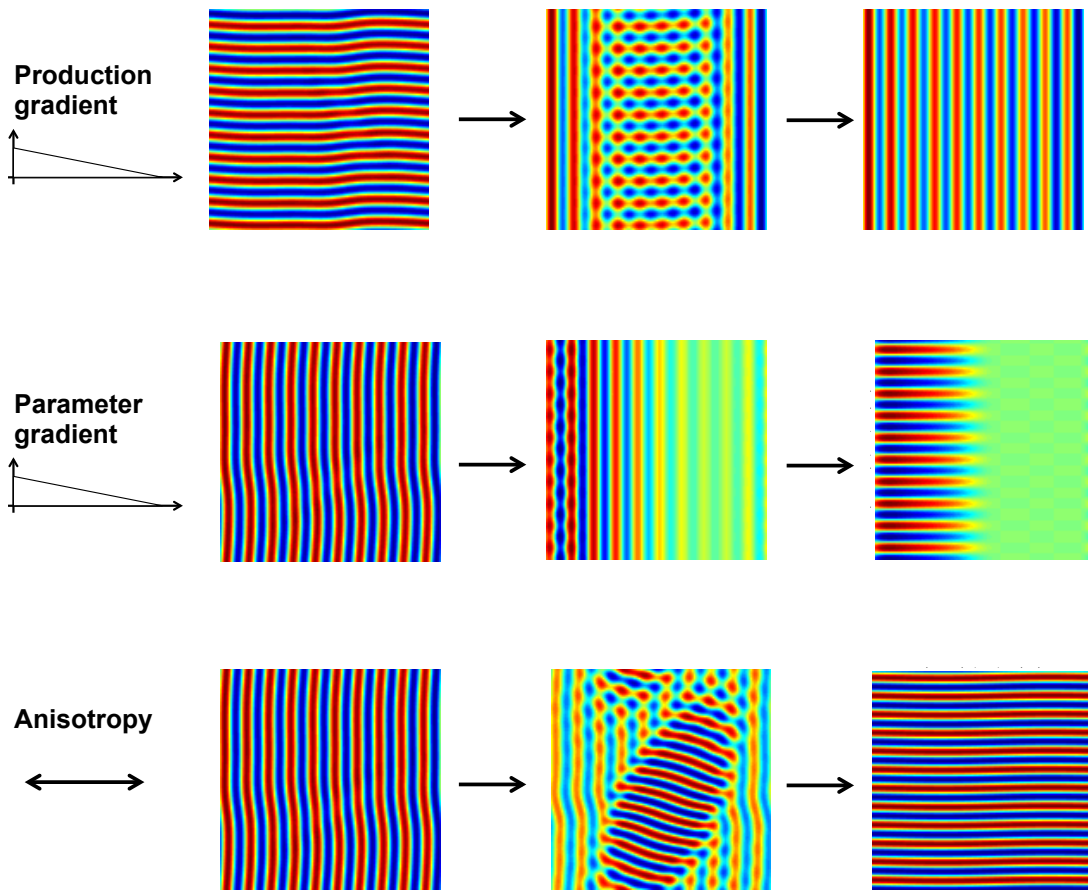 Production
gradient
Parameter
gradient
Anisotropy